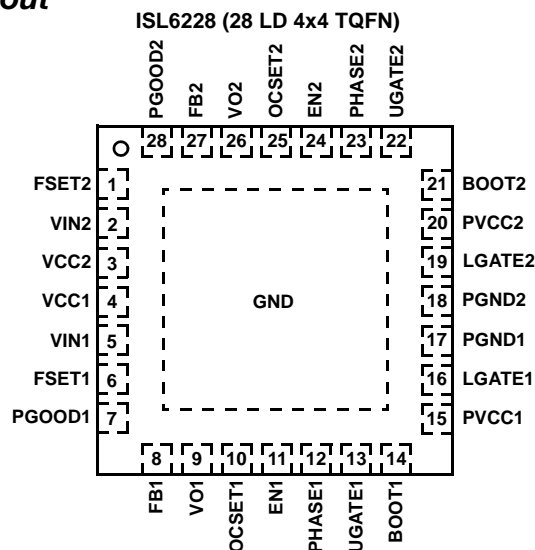 out
ISL6228 (28 LD 4x4 TQFN)
PGOOD2
FB2
VO2
OCSET2
EN2
PHASE2
UGATE2
28 27 26 25 24 23 22
FSET2 1
VIN2 2
VCC2 3
VCC1 4
VIN1 5
FSET1 6
PGOOD1 7
GND
21 BOOT2
20 PVCC2
19 LGATE2
18 PGND2
17 PGND1
16 LGATE1
15 PVCC1
8 9 10 11 12 13 14
FB1
VO1
OCSET1
EN1
PHASE1
UGATE1
BOOT1